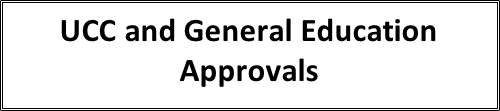 UCC and General Education
Approvals